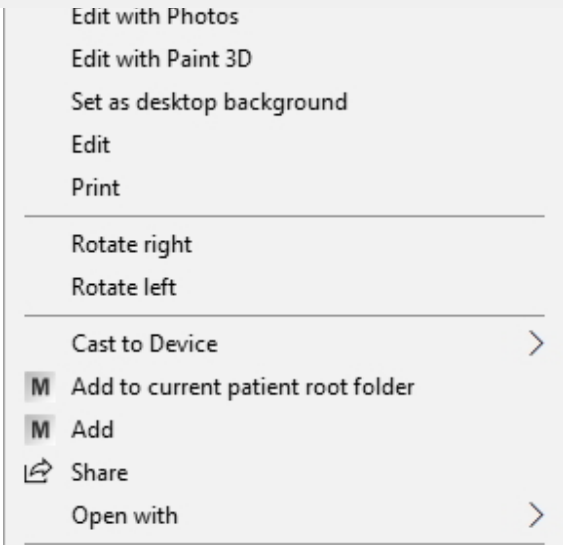 Edit with Photos
Edit with Paint 3D
Set as desktop background
Edit
Print
Rotate right
Rotate left
Cast to Device
M Add to current patient root folder
M Add
Share
Open with